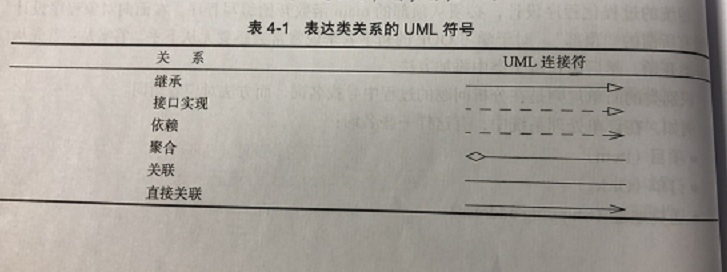 表 4-1 表达类关系的 UML 符号
关 系 UML 连接符
继承
接口实现
依赖
聚合
关联
直接关联